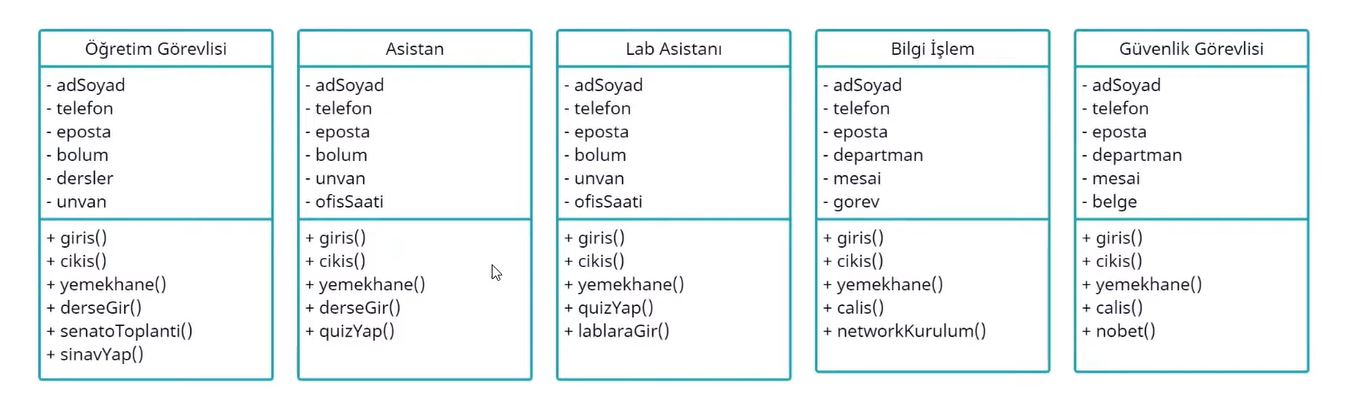 Öğretim Görevlisi
- adSoyad
- telefon
- eposta
- bolum
- dersler
- unvan
+ giris()
+ cikis()
+ yemekhane()
+ derseGir()
+ senatoToplanti()
+ sinavYap()
Asistan
- adSoyad
- telefon
- eposta
- bolum
- unvan
- ofisSaati
+ giris()
+ cikis()
+ yemekhane()
+ derseGir()
+ quizYap()
Lab Asistanı
- adSoyad
- telefon
- eposta
- bolum
- unvan
- ofisSaati
+ giris()
+ cikis()
+ yemekhane()
+ quizYap()
+ lablaraGir()
Bilgi İşlem
- adSoyad
- telefon
- eposta
- departman
- mesai
- gorev
+ giris()
+ cikis()
+ yemekhane()
+ calis()
+ networkKurulum()
Güvenlik Görevlisi
- adSoyad
- telefon
- eposta
- departman
- mesai
- belge
+ giris()
+ cikis()
+ yemekhane()
+ calis()
+ nobet()